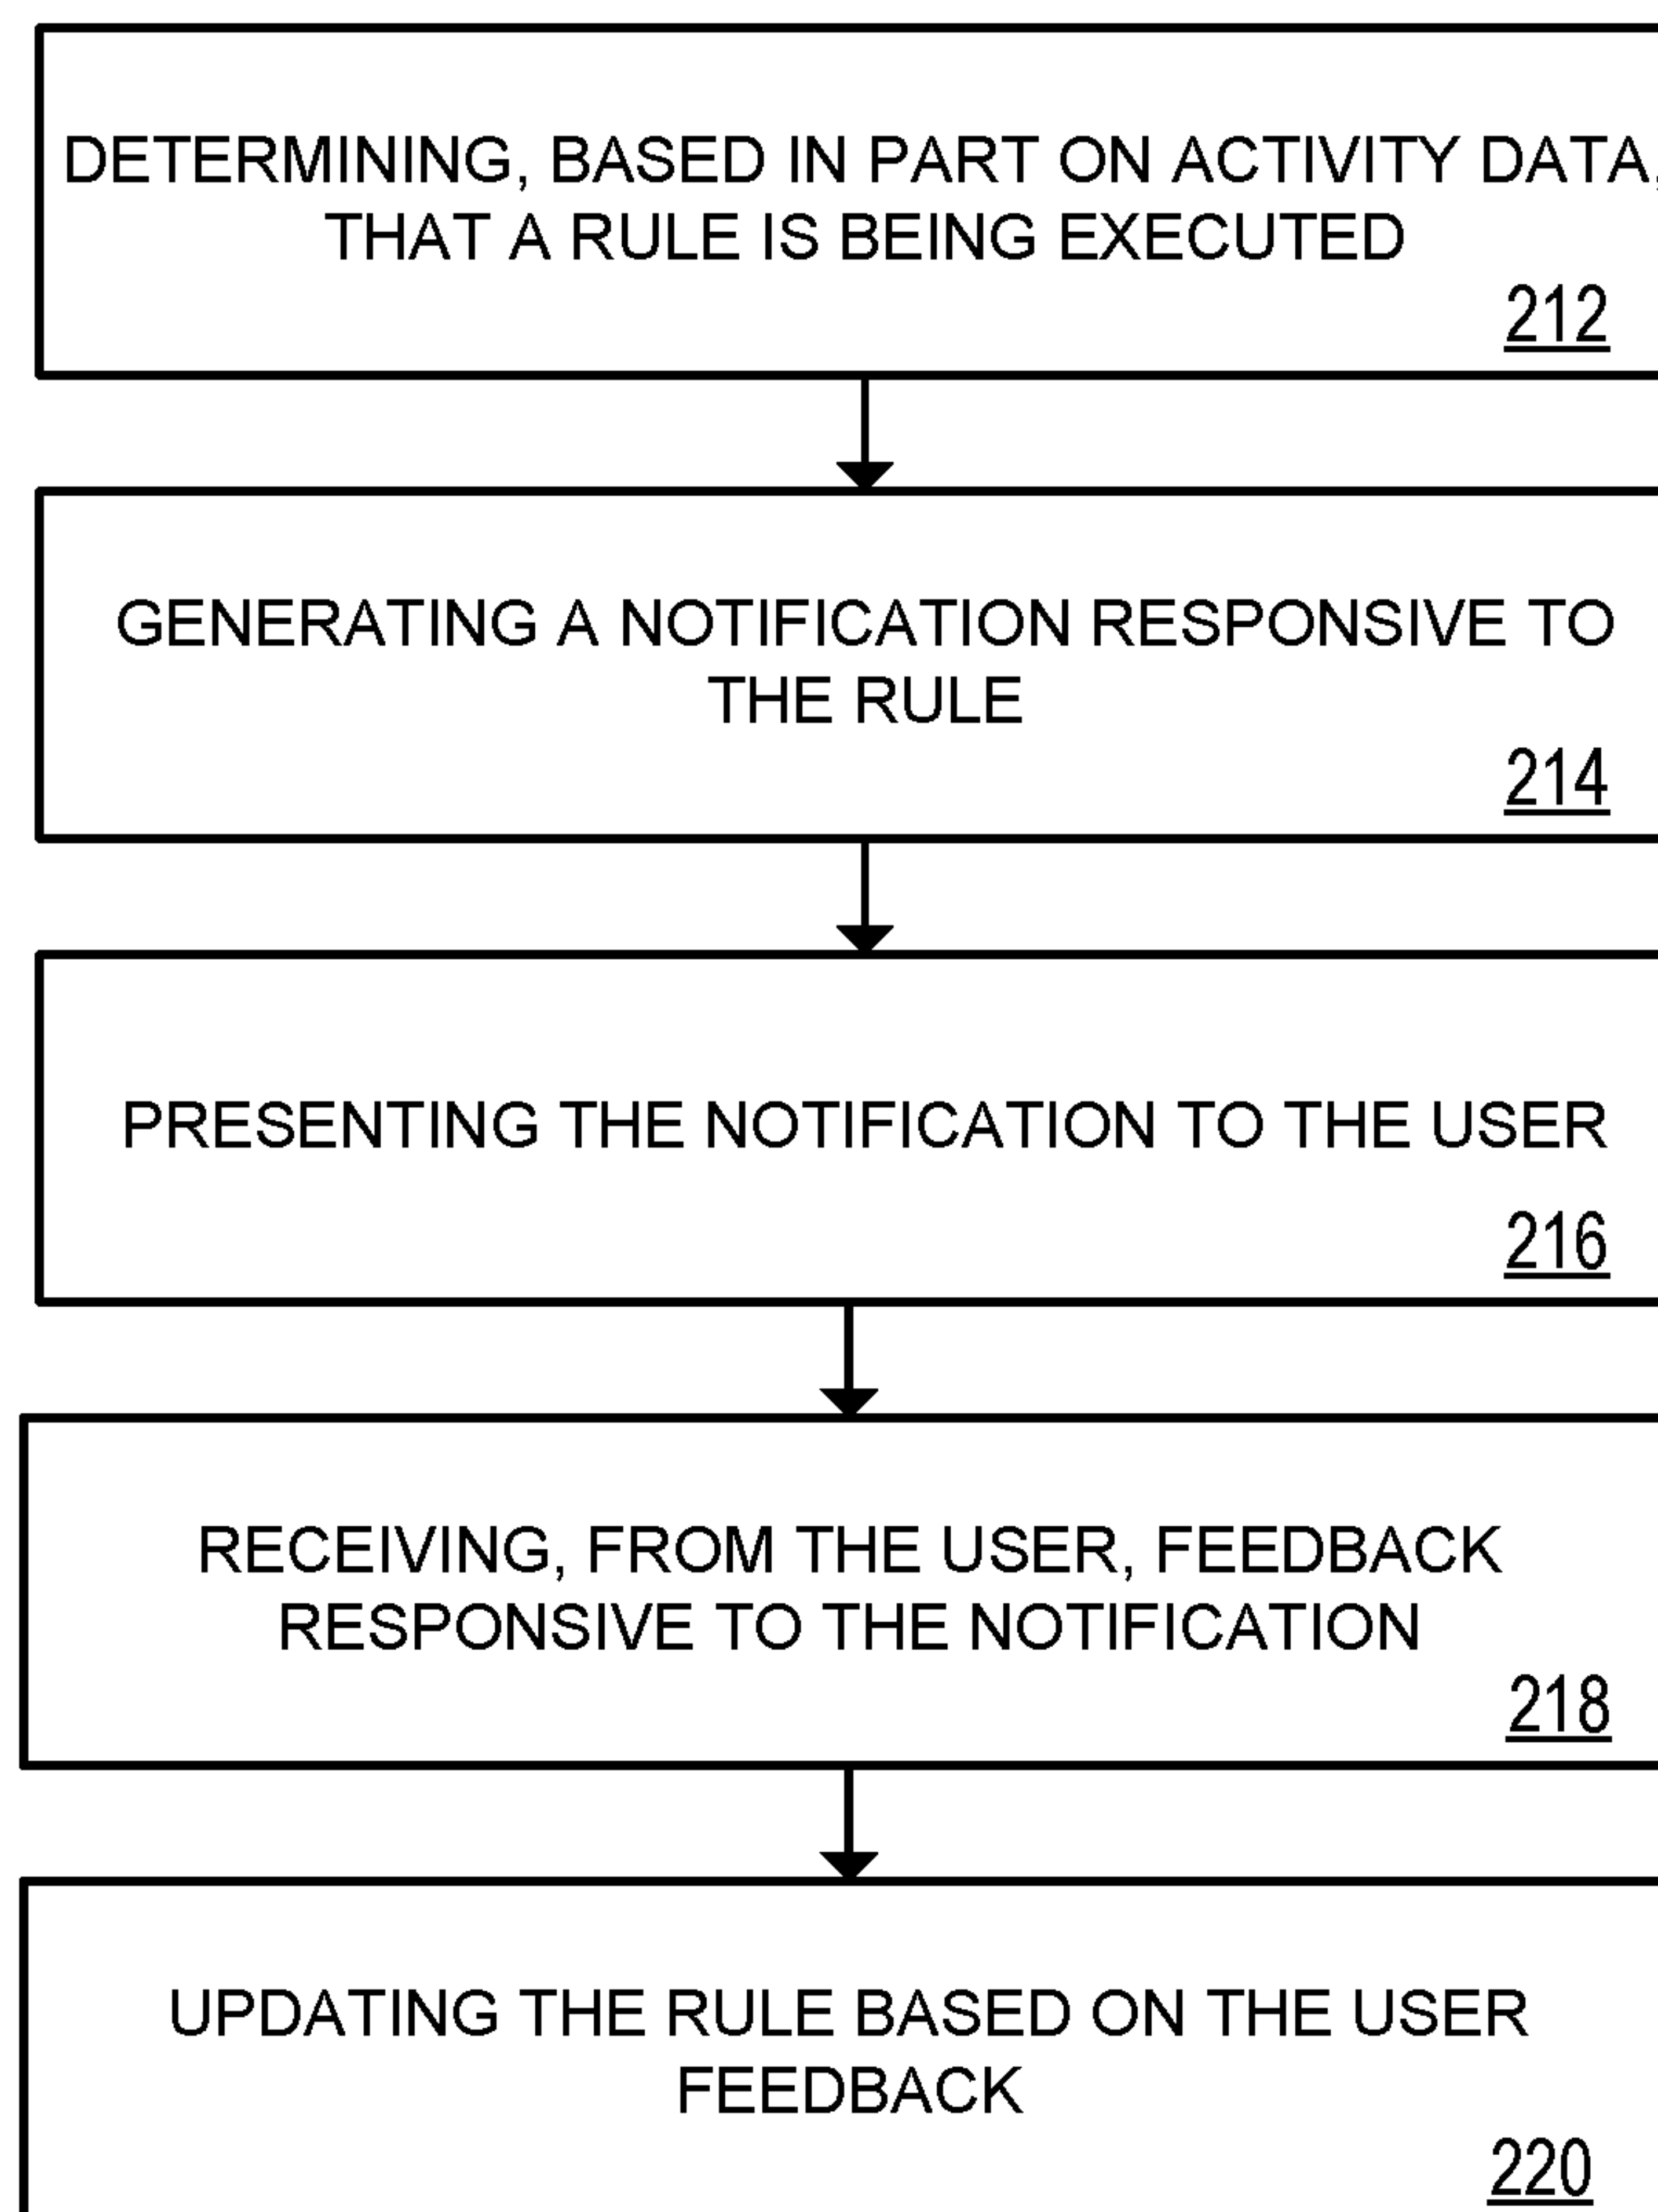 DETERMINING, BASED IN PART ON ACTIVITY DATA,
THAT A RULE IS BEING EXECUTED
212
GENERATING A NOTIFICATION RESPONSIVE TO
THE RULE
214
PRESENTING THE NOTIFICATION TO THE USER
216
RECEIVING, FROM THE USER, FEEDBACK
RESPONSIVE TO THE NOTIFICATION
218
UPDATING THE RULE BASED ON THE USER
FEEDBACK
220